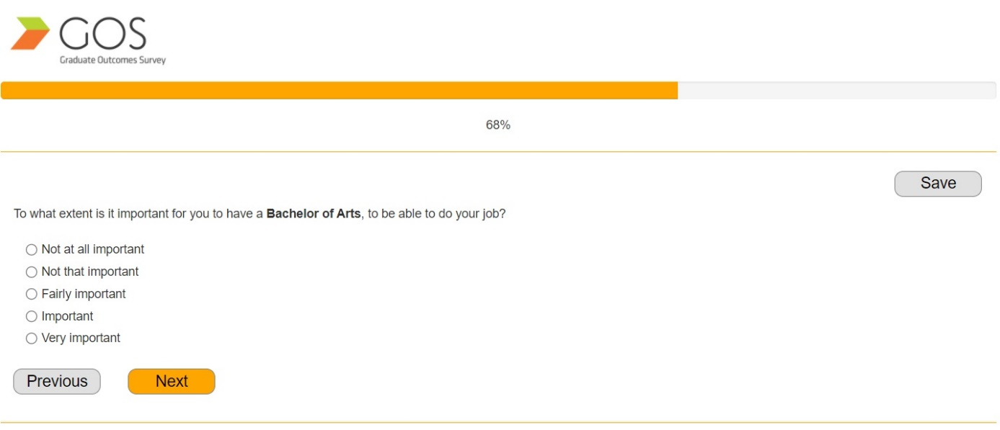 GOS
Graduate Outcomes Survey
68%
Save
To what extent is it important for you to have a Bachelor of Arts, to be able to do your job?
Not at all important
Not that important
Fairly important
Important
Very important
Previous Next